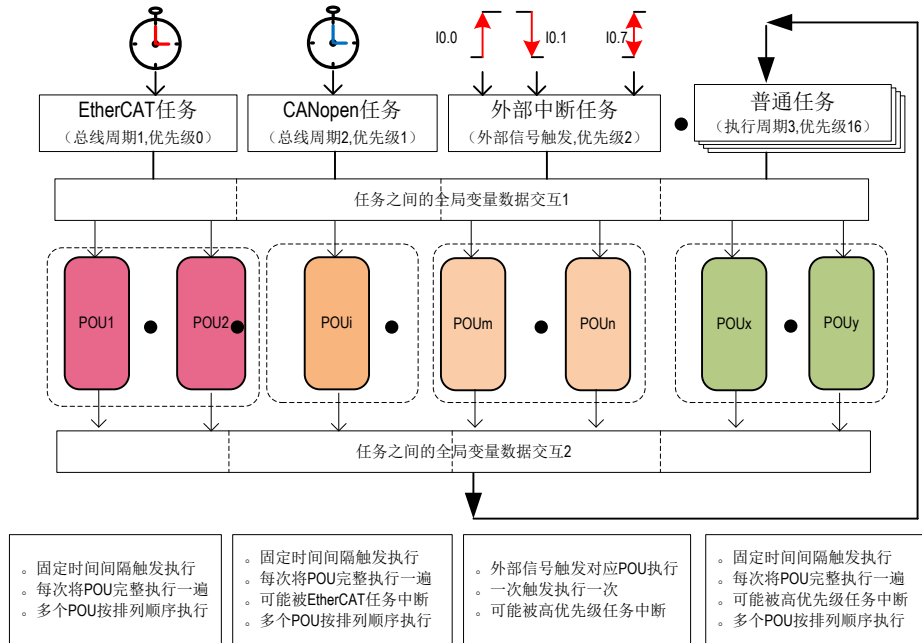 I0.0
I0.1
I0.7
EtherCAT任务
（总线周期1,优先级0）
CANopen任务
（总线周期2,优先级1）
外部中断任务
（外部信号触发,优先级2）
普通任务
（执行周期3,优先级16）
任务之间的全局变量数据交互1
POU1
POU2
POUi
POUm
POUn
POUx
POUy
任务之间的全局变量数据交互2
。固定时间间隔触发执行
。每次将POU完整执行一遍
。多个POU按排列顺序执行
。固定时间间隔触发执行
。每次将POU完整执行一遍
。可能被EtherCAT任务中断
。多个POU按排列顺序执行
。外部信号触发对应POU执行
。一次触发执行一次
。可能被高优先级任务中断
。固定时间间隔触发执行
。每次将POU完整执行一遍
。可能被高优先级任务中断
。多个POU按排列顺序执行